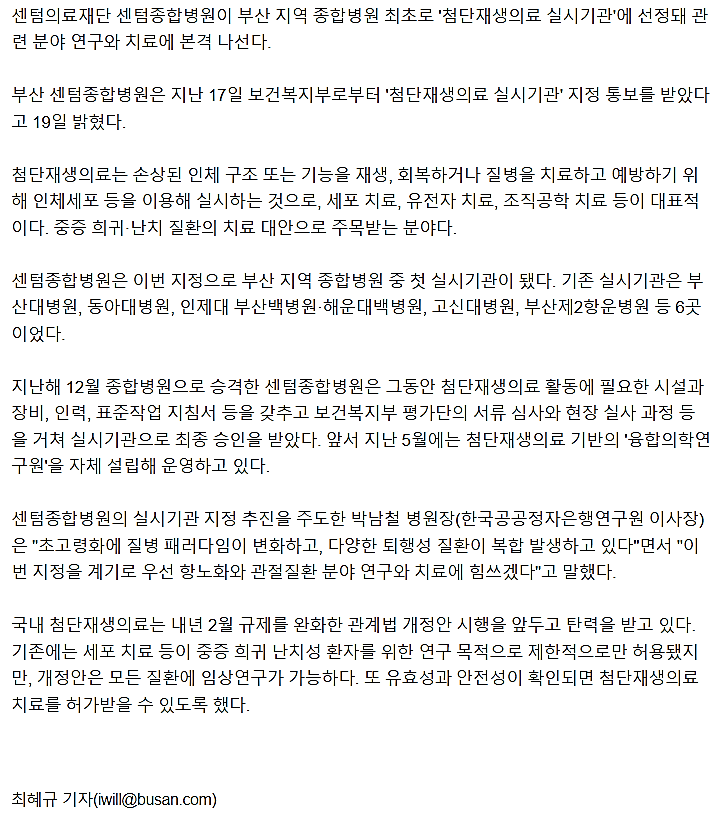 센텀의료재단 센텀종합병원이 부산 지역 종합병원 최초로 '첨단재생의료 실시기관'에 선정돼 관
련 분야 연구와 치료에 본격 나선다.
부산 센텀종합병원은 지난 17일 보건복지부로부터 '첨단재생의료 실시기관' 지정 통보를 받았다
고 19일 밝혔다.
첨단재생의료는 손상된 인체 구조 또는 기능을 재생, 회복하거나 질병을 치료하고 예방하기 위
해 인체세포 등을 이용해 실시하는 것으로, 세포 치료, 유전자 치료, 조직공학 치료 등이 대표적
이다. 중증 희귀·난치 질환의 치료 대안으로 주목받는 분야다.
센텀종합병원은 이번 지정으로 부산 지역 종합병원 중 첫 실시기관이 됐다. 기존 실시기관은 부
산대병원, 동아대병원, 인제대 부산백병원·해운대백병원, 고신대병원, 부산제2항운병원 등 6곳
이었다.
지난해 12월 종합병원으로 승격한 센텀종합병원은 그동안 첨단재생의료 활동에 필요한 시설과
장비, 인력, 표준작업 지침서 등을 갖추고 보건복지부 평가단의 서류 심사와 현장 실사 과정 등
을 거쳐 실시기관으로 최종 승인을 받았다. 앞서 지난 5월에는 첨단재생의료 기반의 '융합의학연
구원'을 자체 설립해 운영하고 있다.
센텀종합병원의 실시기관 지정 추진을 주도한 박남철 병원장(한국공공정자은행연구원 이사장)
은 "초고령화에 질병 패러다임이 변화하고, 다양한 퇴행성 질환이 복합 발생하고 있다"면서 "이
번 지정을 계기로 우선 항노화와 관절질환 분야 연구와 치료에 힘쓰겠다"고 말했다.
국내 첨단재생의료는 내년 2월 규제를 완화한 관계법 개정안 시행을 앞두고 탄력을 받고 있다.
기존에는 세포 치료 등이 중증 희귀 난치성 환자를 위한 연구 목적으로 제한적으로만 허용됐지
만, 개정안은 모든 질환에 임상연구가 가능하다. 또 유효성과 안전성이 확인되면 첨단재생의료
치료를 허가받을 수 있도록 했다.
최혜규 기자(iwill@busan.com)